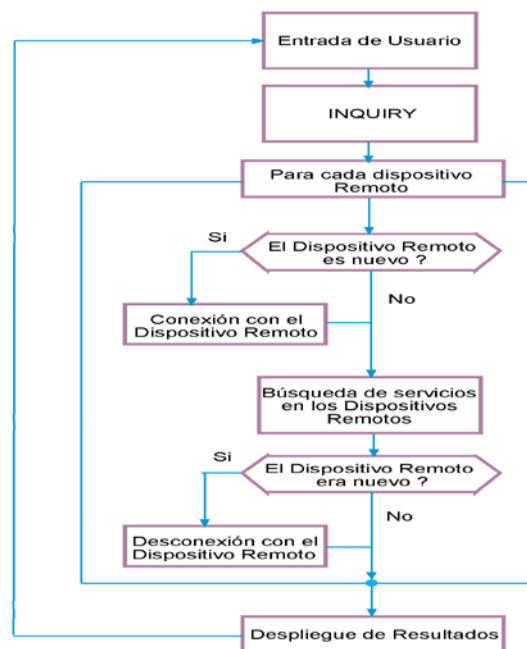 Entrada de Usuario
INQUIRY
Para cada dispositivo
Remoto
Si
El Dispositivo Remoto
es nuevo ?
No
Conexión con el
Dispositivo Remoto
Búsqueda de servicios
en los Dispositivos
Remotos
Si
El Dispositivo Remoto
era nuevo ?
No
Desconexión con el
Dispositivo Remoto
Despliegue de Resultados